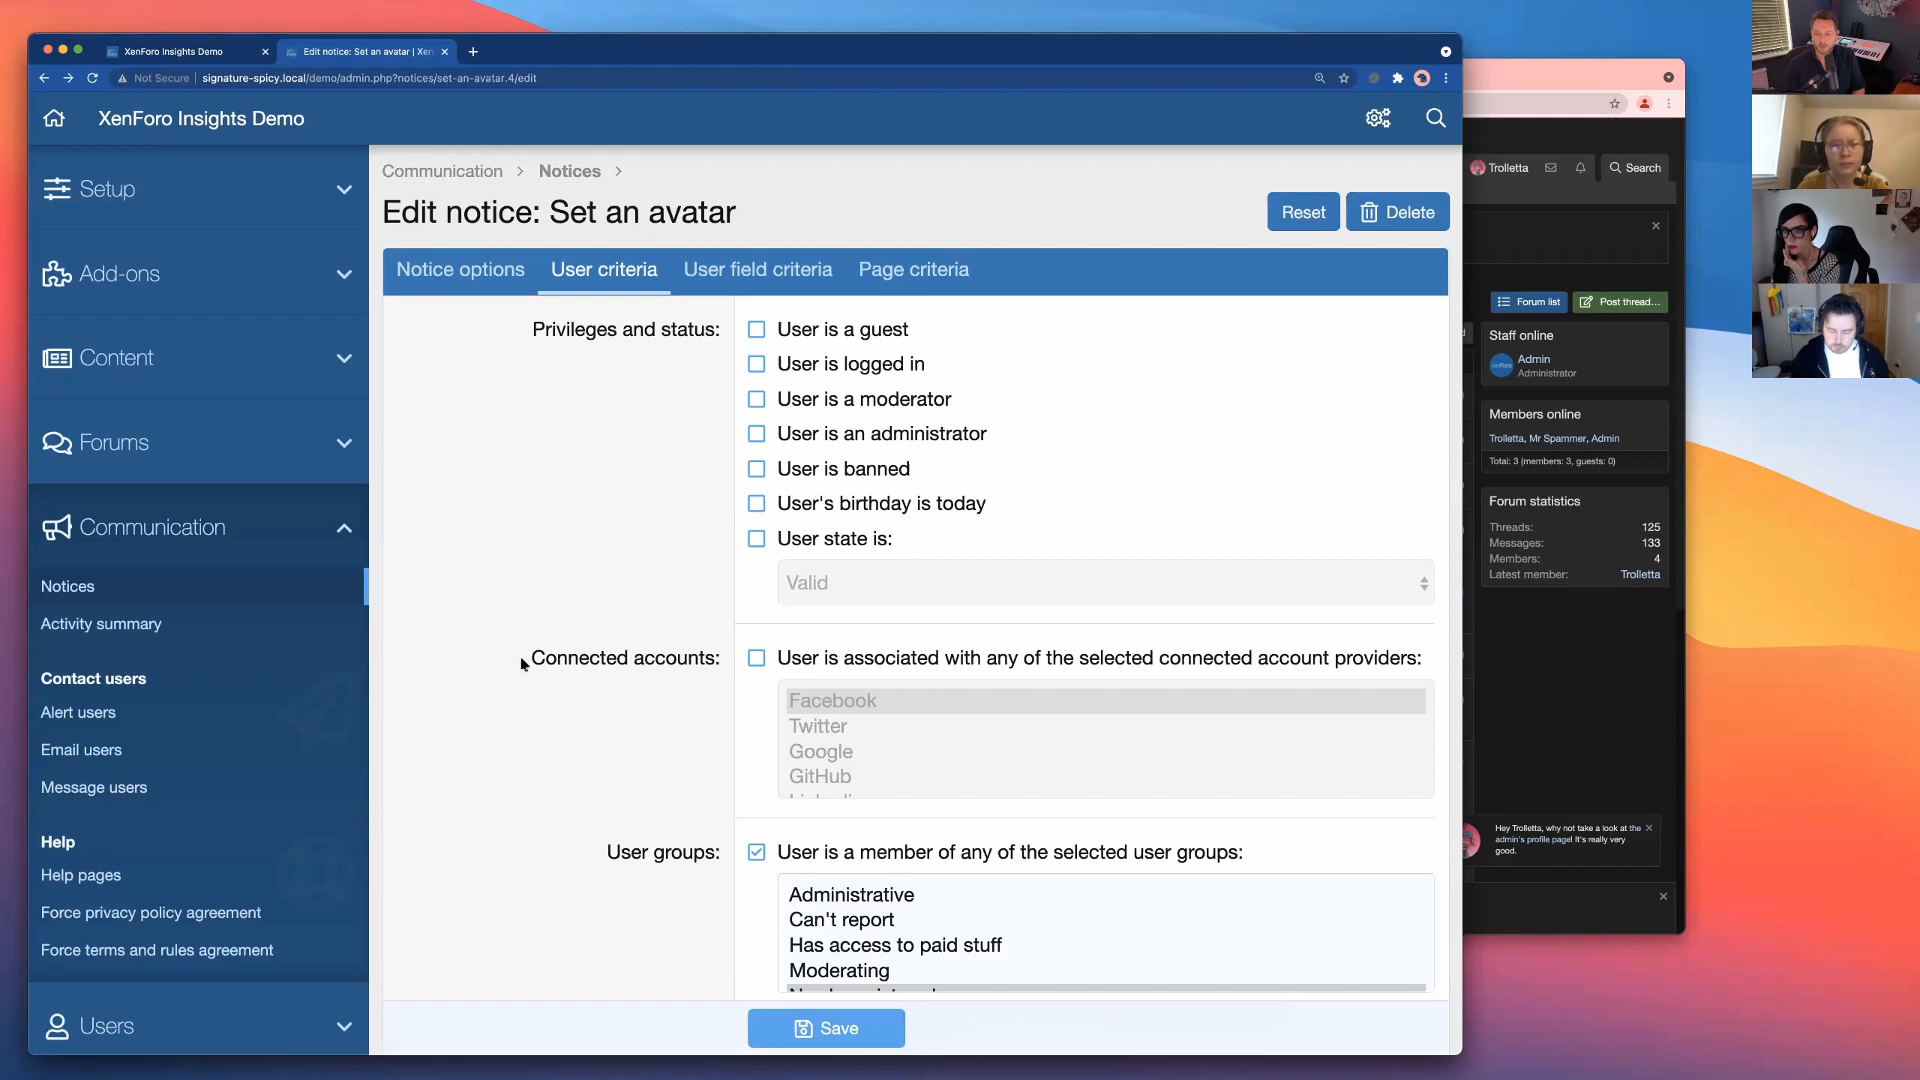 XenForo Insights Demo
Edit notice: Set an avatar | Xen
Not Secure
signature-spicy.local/demo/admin.php?notices/set-an-avatar.4/edit
XenForo Insights Demo
Setup
Add-ons
Content
Forums
Communication
Notices
Activity summary
Contact users
Alert users
Email users
Message users
Help
Help pages
Force privacy policy agreement
Force terms and rules agreement
Users
Communication
Notices
Edit notice: Set an avatar
Reset
Delete
Notice options
User criteria
User field criteria
Page criteria
Privileges and status:
User is a guest
User is logged in
User is a moderator
User is an administrator
User is banned
User's birthday is today
User state is:
Valid
Connected accounts:
User is associated with any of the selected connected account providers:
Facebook
Twitter
Google
GitHub
User groups:
User is a member of any of the selected user groups:
Administrative
Can't report
Has access to paid stuff
Moderating
Save
Trolletta
Search
Forum list
Post thread...
Staff online
Admin
Administrator
Members online
Trolletta, Mr Spammer, Admin
Total: 3 (members: 3, guests: 0)
Forum statistics
Threads: 125
Messages: 133
Members: 4
Latest member: Trolletta
Hey Trolletta, why not take a look at the
admin's profile page! It's really very
good.